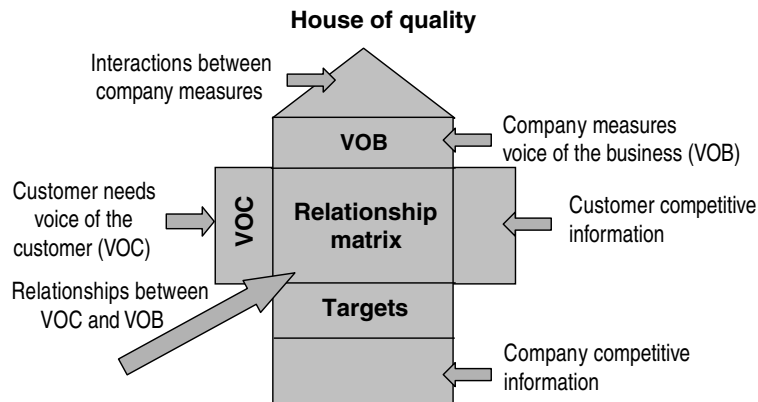 House of quality
Interactions between
company measures
VOB
Company measures
voice of the business (VOB)
Customer needs
voice of the
customer (VOC)
VOC
Relationship
matrix
Customer competitive
information
Relationships between
VOC and VOB
Targets
Company competitive
information